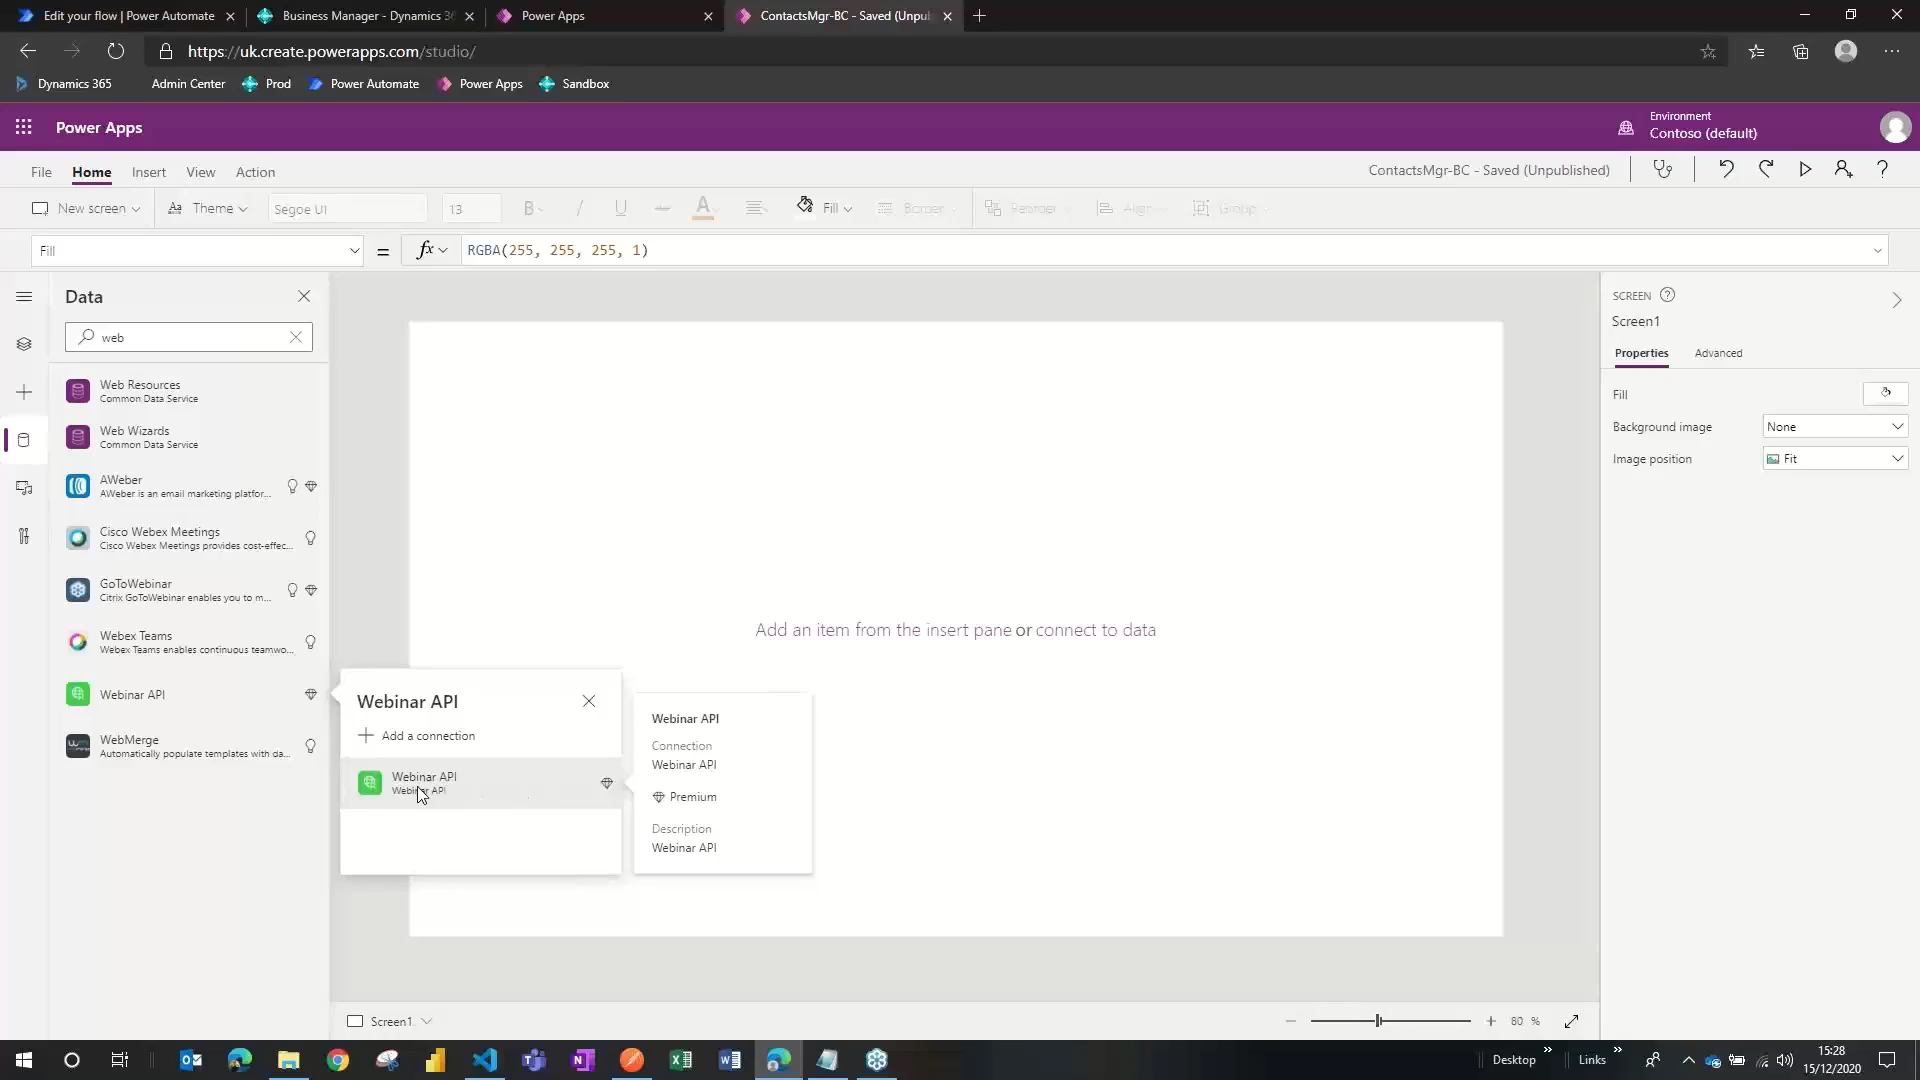 Edit your flow | Power Automate
Business Manager - Dynamics 36
Power Apps
ContactsMgr-BC - Saved (Unpubl
https://uk.create.powerapps.com/studio/
Dynamics 365
Admin Center
Prod
Power Automate
Power Apps
Sandbox
Power Apps
Environment
Contoso (default)
File
Home
Insert
View
Action
ContactsMgr-BC - Saved (Unpublished)
New screen
Theme
Segoe UI
13
Fill
Border
Reorder
Align
Group
Fill
=
fx
RGBA(255, 255, 255, 1)
Data
web
Web Resources
Common Data Service
Web Wizards
Common Data Service
AWeber
AWeber is an email marketing platfor...
Cisco Webex Meetings
Cisco Webex Meetings provides cost-effec...
GoToWebinar
Citrix GoToWebinar enables you to m...
Webex Teams
Webex Teams enables continuous teamwo...
Webinar API
WebMerge
Automatically populate templates with da...
Webinar API
Add a connection
Webinar API
Webinar API
Webinar API
Connection
Webinar API
Premium
Description
Webinar API
Add an item from the insert pane or connect to data
SCREEN
Screen1
Properties
Advanced
Fill
Background image
None
Image position
Fit
Screen1
80 %
Desktop
Links
15:28
15/12/2020